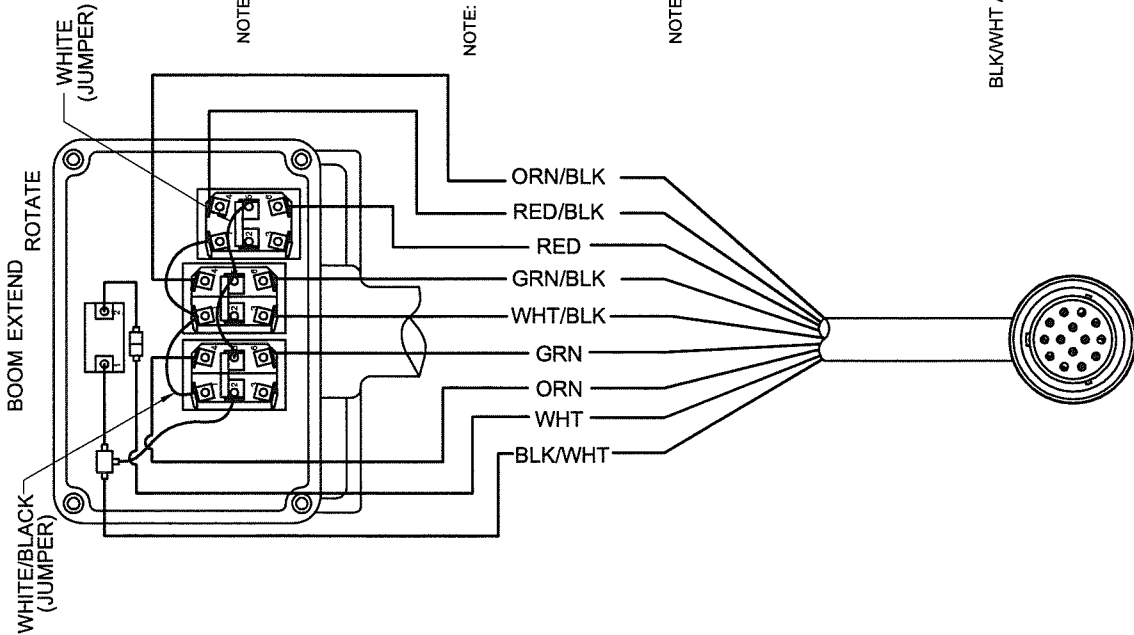 WHITE
(JUMPER)
NOTE
NOTE:
NOTE
BLK/WHT
BOOM EXTEND
ROTATE
WHITE/BLACK
(JUMPER)
ORN/BLK
RED/BLK
RED
GRN/BLK
WHT/BLK
GRN
ORN
WHT
BLK/WHT